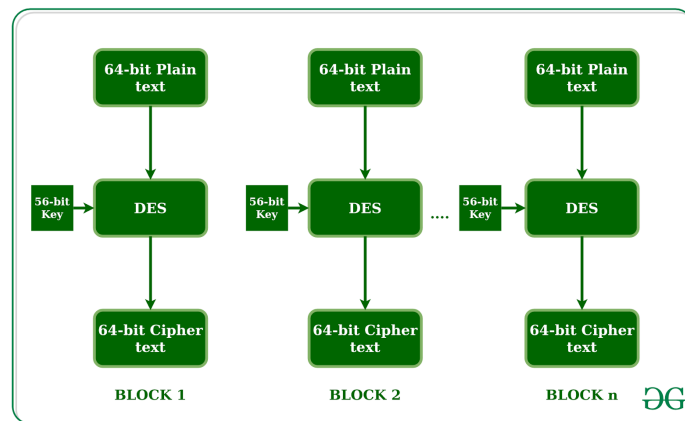 64-bit Plain
text
64-bit Plain
text
64-bit Plain
text
56-bit
Key
DES
56-bit
Key
DES
....
56-bit
Key
DES
64-bit Cipher
text
64-bit Cipher
text
64-bit Cipher
text
BLOCK 1
BLOCK 2
BLOCK n